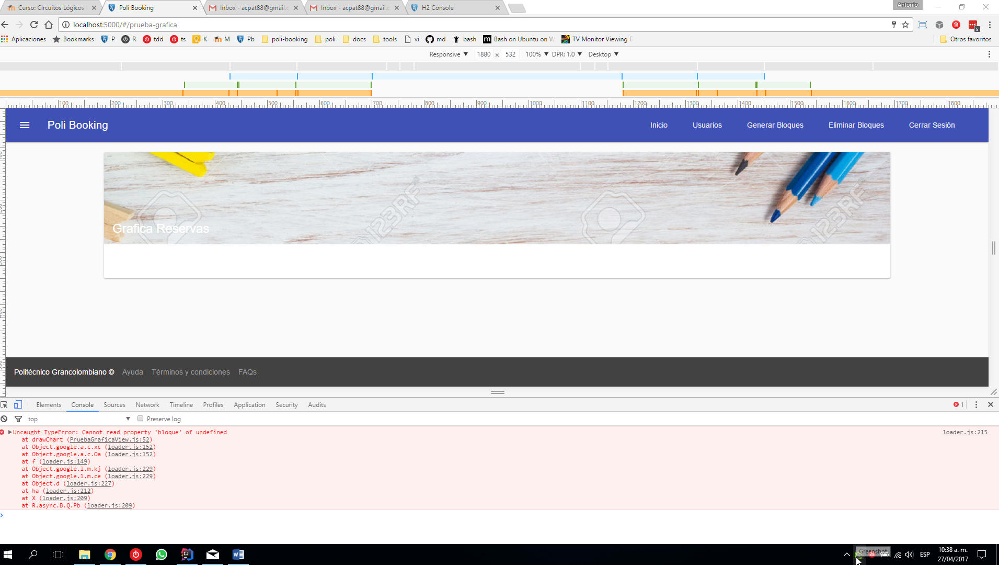 Curso: Circuitos Lógicos
Poli Booking
Inbox - acpat88@gmail.c
Inbox - acpat88@gmail.c
H2 Console
Antonio
localhost:5000/#/prueba-grafica
Aplicaciones Bookmarks P R tdd ts K M Pb poli-booking poli docs tools vi md bash Bash on Ubuntu on TV Monitor Viewing Otros favoritos
Responsive ▼ 1880 × 532 100% ▼ DPR: 1.0 ▼ Desktop ▼
100 200 300 400 500 600 700 800 900 1000 1100 1200 1300 1400 1500 1600 1700 1800
Poli Booking Inicio Usuarios Generar Bloques Eliminar Bloques Cerrar Sesión
123RF 123RF
Grafica Reservas
Politécnico Grancolombiano © Ayuda Términos y condiciones FAQs
Elements Console Sources Network Timeline Profiles Application Security Audits 1
top ▼ Preserve log
Uncaught TypeError: Cannot read property 'bloque' of undefined loader.js:215
at drawChart (PruebaGraficaView.js:52)
at Object.google.a.c.xc (loader.js:152)
at Object.google.a.c.Oa (loader.js:152)
at f (loader.js:149)
at Object.google.l.m.kj (loader.js:229)
at Object.google.l.m.ce (loader.js:229)
at Object.d (loader.js:227)
at ha (loader.js:212)
at X (loader.js:209)
at R.async.B.Q.Pb (loader.js:209)
Greenshot
ESP
10:38 a. m.
27/04/2017